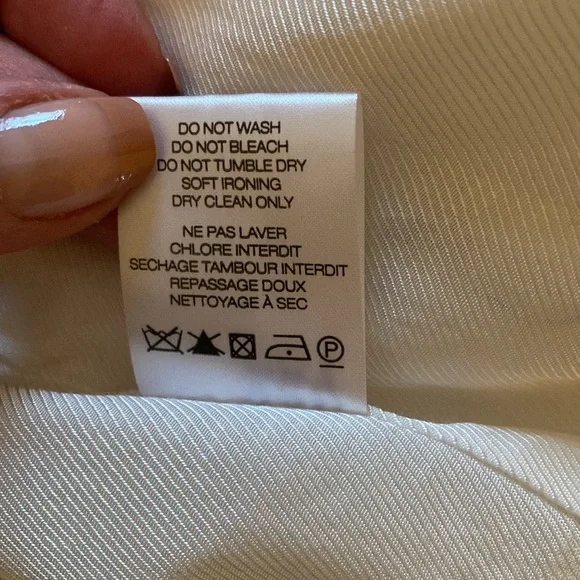 DO NOT WASH
DO NOT BLEACH
DO NOT TUMBLE DRY
SOFT IRONING
DRY CLEAN ONLY
NE PAS LAVER
CHLORE INTERDIT
SECHAGE TAMBOUR INTERDIT
REPASSAGE DOUX
NETTOYAGE À SEC
P